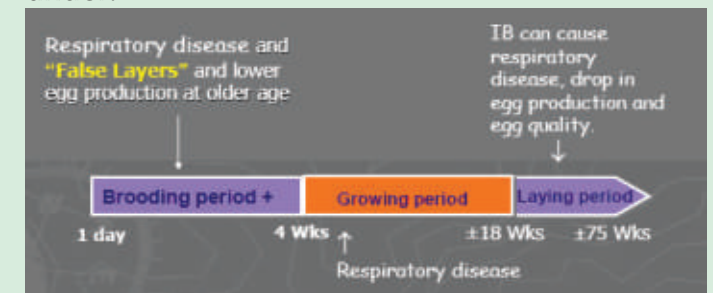 Respiratory disease and
"False Layers" and lower
egg production at older age
IB can cause
respiratory
disease, drop in
egg production and
egg quality.
Brooding period +
Growing period
Laying period
1 day
4 Wks
±18 Wks
±75 Wks
Respiratory disease